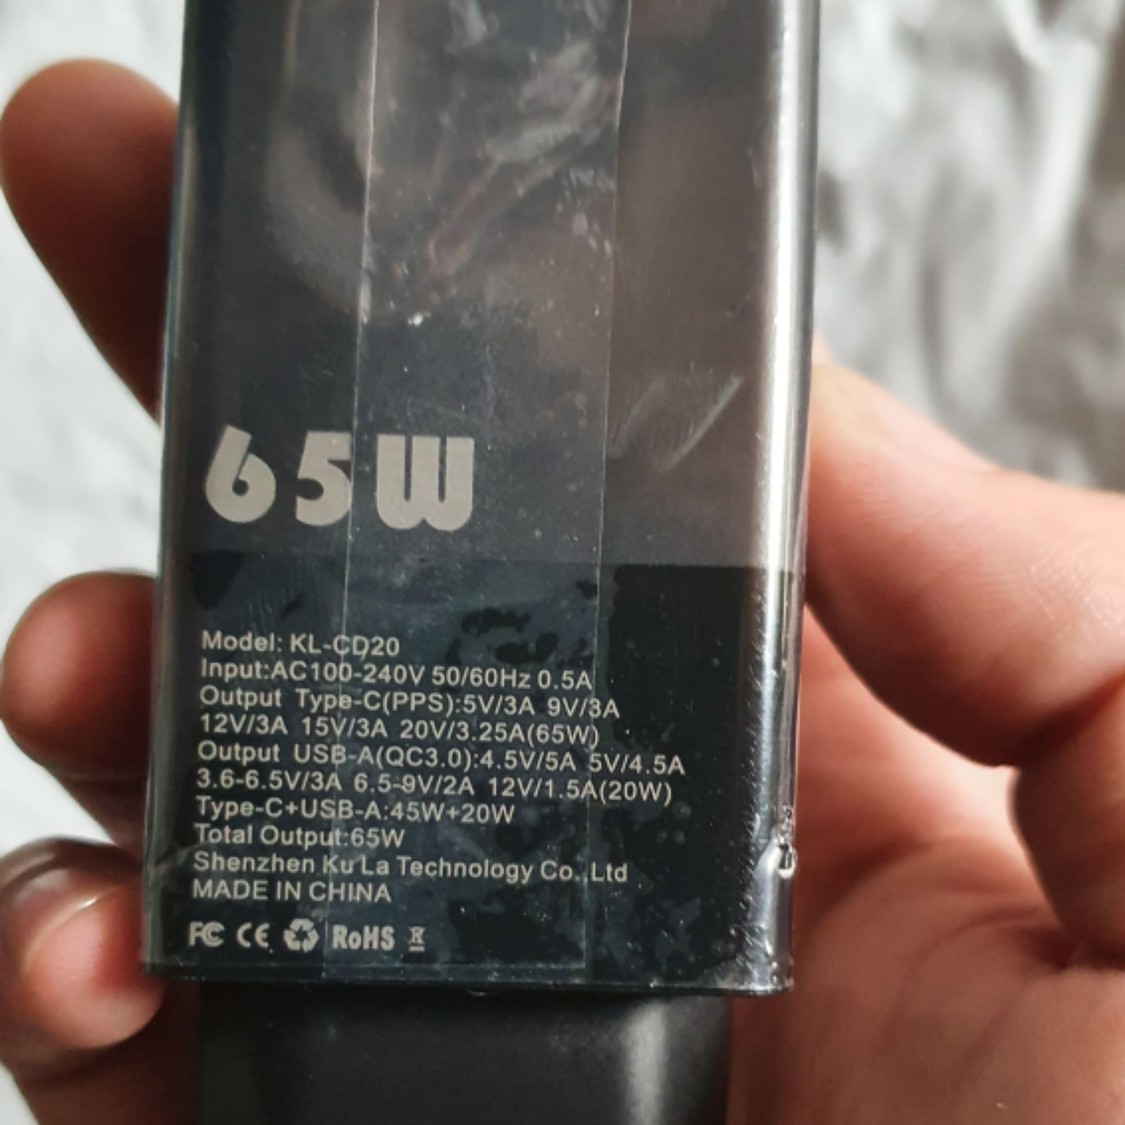 65W
Model: KL-CD20
Input:AC100-240V 50/60Hz 0.5A
Output Type-C(PPS):5V/3A 9V/3A
12V/3A 15V/3A 20V/3.25A(65W)
Output USB-A(QC3.0):4.5V/5A 5V/4.5A
3.6-6.5V/3A 6.5-9V/2A 12V/1.5A(20W)
Type-C+USB-A:45W+20W
Total Output:65W
Shenzhen Ku La Technology Co.,Ltd
MADE IN CHINA
FC CE RoHS